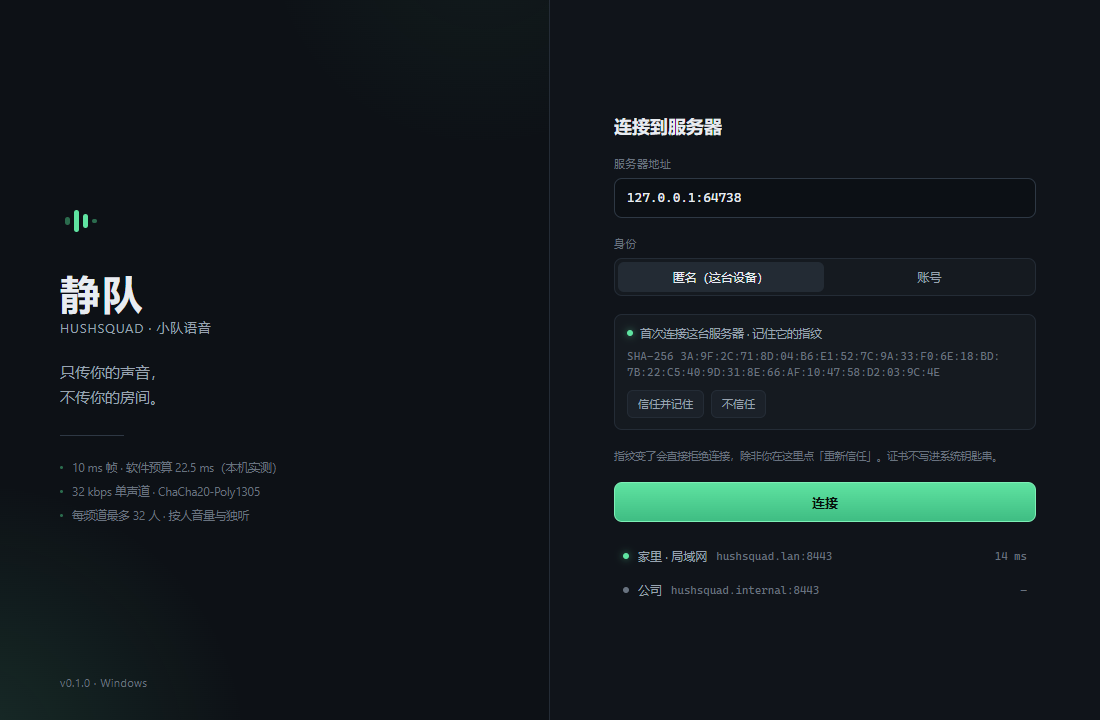 静队
HUSHSQUAD · 小队语音
只传你的声音，
不传你的房间。
10 ms 帧 · 软件预算 22.5 ms（本机实测）
32 kbps 单声道 · ChaCha20-Poly1305
每频道最多 32 人 · 按人音量与独听
v0.1.0 · Windows
连接到服务器
服务器地址
127.0.0.1:64738
身份
匿名（这台设备）
账号
首次连接这台服务器 · 记住它的指纹
SHA-256 3A:9F:2C:71:8D:04:B6:E1:52:7C:9A:33:F0:6E:18:BD:
7B:22:C5:40:9D:31:8E:66:AF:10:47:58:D2:03:9C:4E
信任并记住
不信任
指纹变了会直接拒绝连接，除非你在这里点「重新信任」。证书不写进系统钥匙串。
连接
家里 · 局域网 hushsquad.lan:8443 14 ms
公司 hushsquad.internal:8443 —